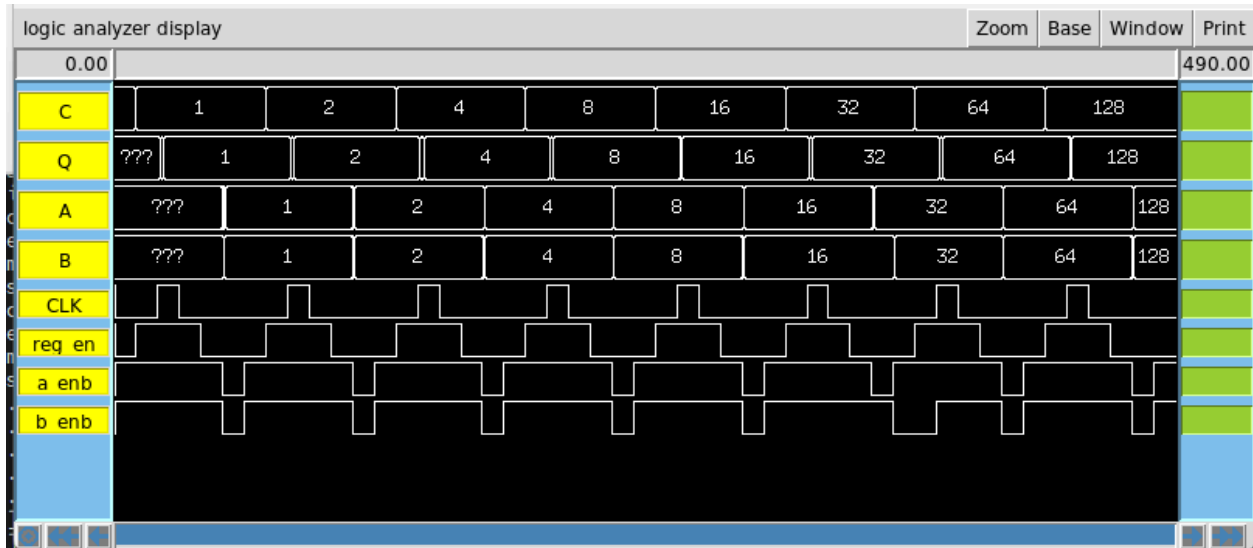 logic analyzer display Zoom Base Window Print
0.00 490.00
C 1 2 4 8 16 32 64 128
Q ??? 1 2 4 8 16 32 64 128
A ??? 1 2 4 8 16 32 64 128
B ??? 1 2 4 8 16 32 64 128
CLK
reg en
a enb
b enb